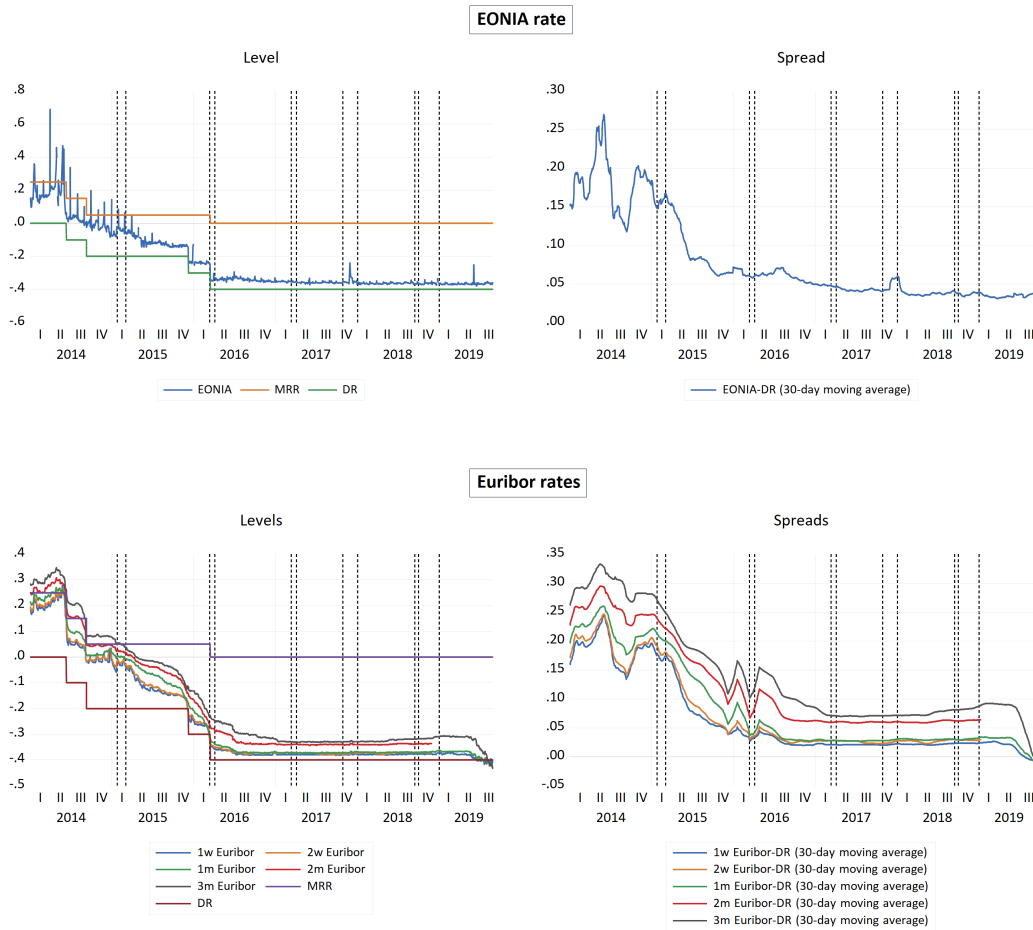 EONIA rate
Level
Spread
.8
.6
.4
.2
.0
-.2
-.4
-.6
I II III IV I II III IV I II III IV I II III IV I II III IV I II III
2014 2015 2016 2017 2018 2019
EONIA MRR DR
.30
.25
.20
.15
.10
.05
.00
I II III IV I II III IV I II III IV I II III IV I II III IV I II III
2014 2015 2016 2017 2018 2019
EONIA-DR (30-day moving average)
Euribor rates
Levels
Spreads
.4
.3
.2
.1
.0
-.1
-.2
-.3
-.4
-.5
I II III IV I II III IV I II III IV I II III IV I II III IV I II III
2014 2015 2016 2017 2018 2019
1w Euribor 2w Euribor
1m Euribor 2m Euribor
3m Euribor MRR
DR
.35
.30
.25
.20
.15
.10
.05
.00
-.05
I II III IV I II III IV I II III IV I II III IV I II III IV I II III
2014 2015 2016 2017 2018 2019
1w Euribor-DR (30-day moving average)
2w Euribor-DR (30-day moving average)
1m Euribor-DR (30-day moving average)
2m Euribor-DR (30-day moving average)
3m Euribor-DR (30-day moving average)